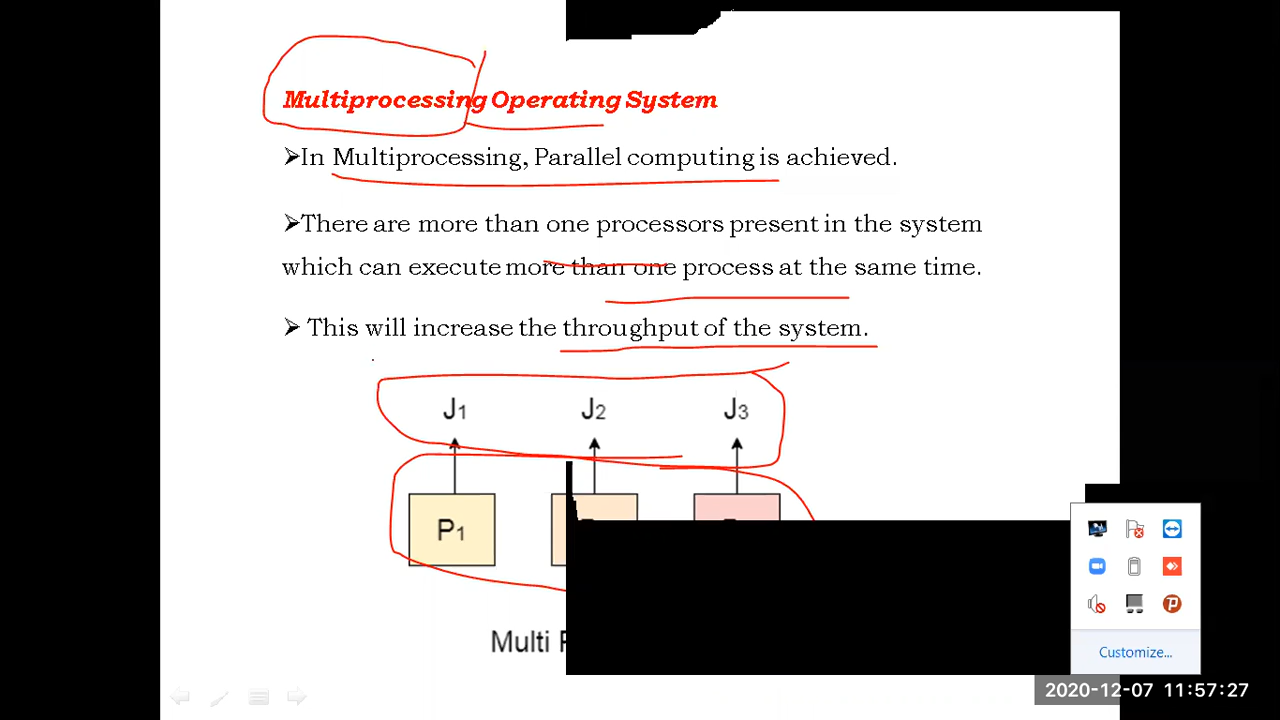 Multiprocessing Operating System
➤In Multiprocessing, Parallel computing is achieved.
➤There are more than one processors present in the system
which can execute more than one process at the same time.
➤ This will increase the throughput of the system.
J1 J2 J3
P1
Multi
Customize...
2020-12-07 11:57:27